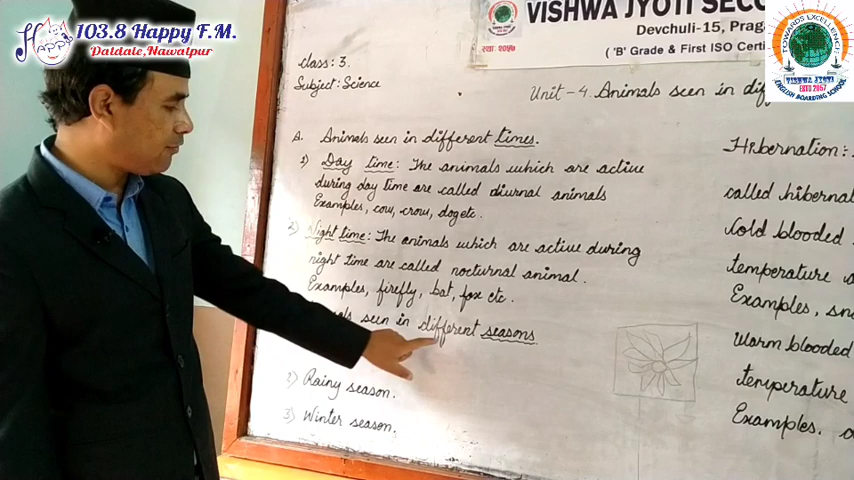 103.8 Happy F.M.
HAPPY
Daldale, Nawalpur
VISHWA JYOTI SEC
Devchuli-15, Prag
('B' Grade & First ISO Certi
TOWARDS EXCELLENCE
VISHWA JYOTI
ESTD 2057
ENGLISH BOARDING SCHOOL
Class: 3.
Subject: Science
Unit-4. Animals seen in diff
A. Animals seen in different times.
1) Day time: The animals which are active
during day time are called diurnal animals
Examples, cow, crow, dog etc.
2) Night time: The animals which are active during
night time are called nocturnal animal.
Examples, firefly, bat, fox etc.
seen in different seasons
2) Rainy season.
3) Winter season.
Hibernation:-
called hibernat
Cold blooded
temperature
Examples, sn
Warm blooded
temperature
Examples.